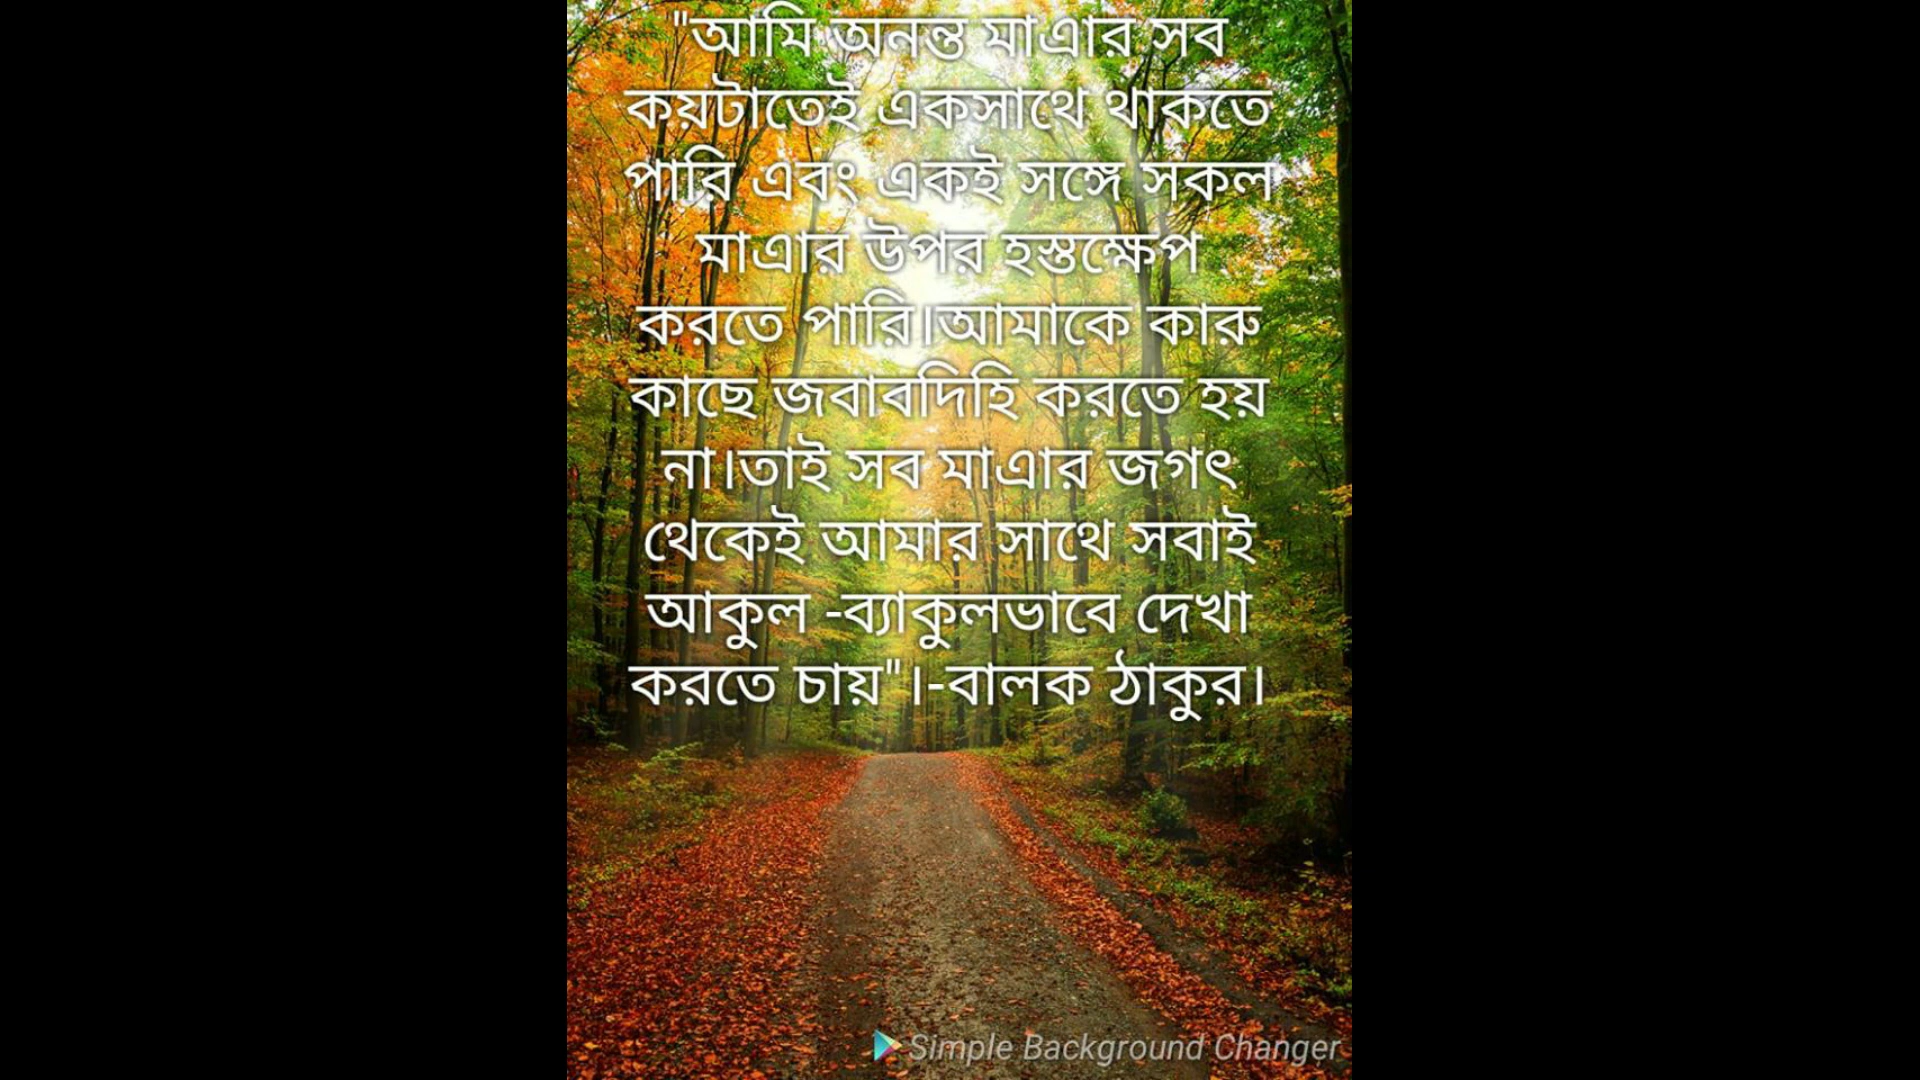 "আমি অনন্ত মাএার সব
কয়টাতেই একসাথে থাকতে
পারি এবং একই সঙ্গে সকল
মাএার উপর হস্তক্ষেপ
করতে পারি।আমাকে কারু
কাছে জবাবদিহি করতে হয়
না।তাই সব মাএার জগৎ
থেকেই আমার সাথে সবাই
আকুল -ব্যাকুলভাবে দেখা
করতে চায়"।-বালক ঠাকুর।
Simple Background Changer